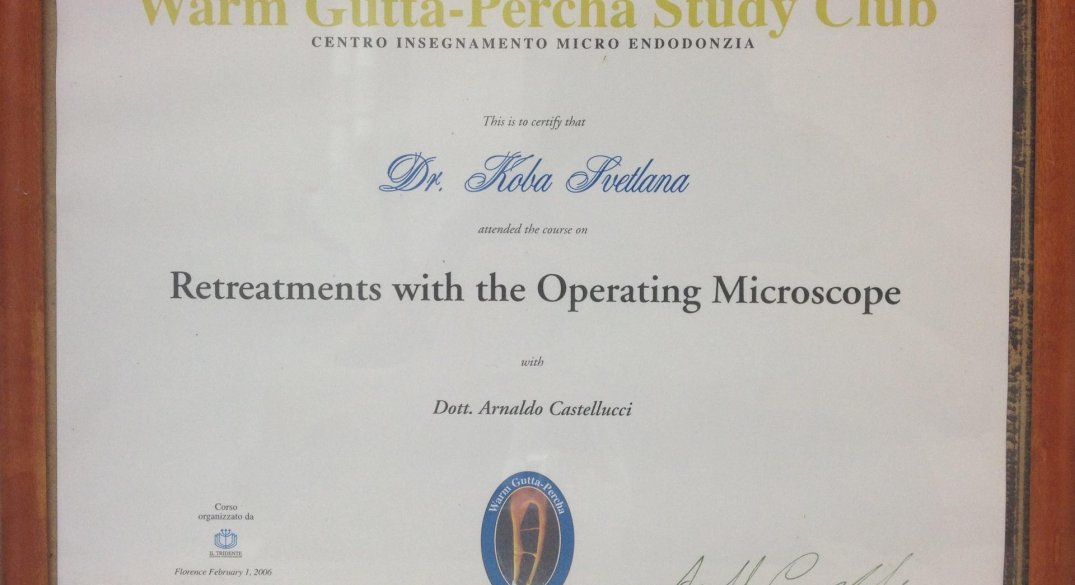 Warm Gutta-Percha Study Club
CENTRO INSEGNAMENTO MICRO ENDODONZIA
This is to certify that
Dr. Koba Svetlana
attended the course on
Retreatments with the Operating Microscope
with
Dott. Arnaldo Castellucci
Warm Gutta-Percha
Corso
organizzato da
IL TRIDENTE
Florence February 1, 2006